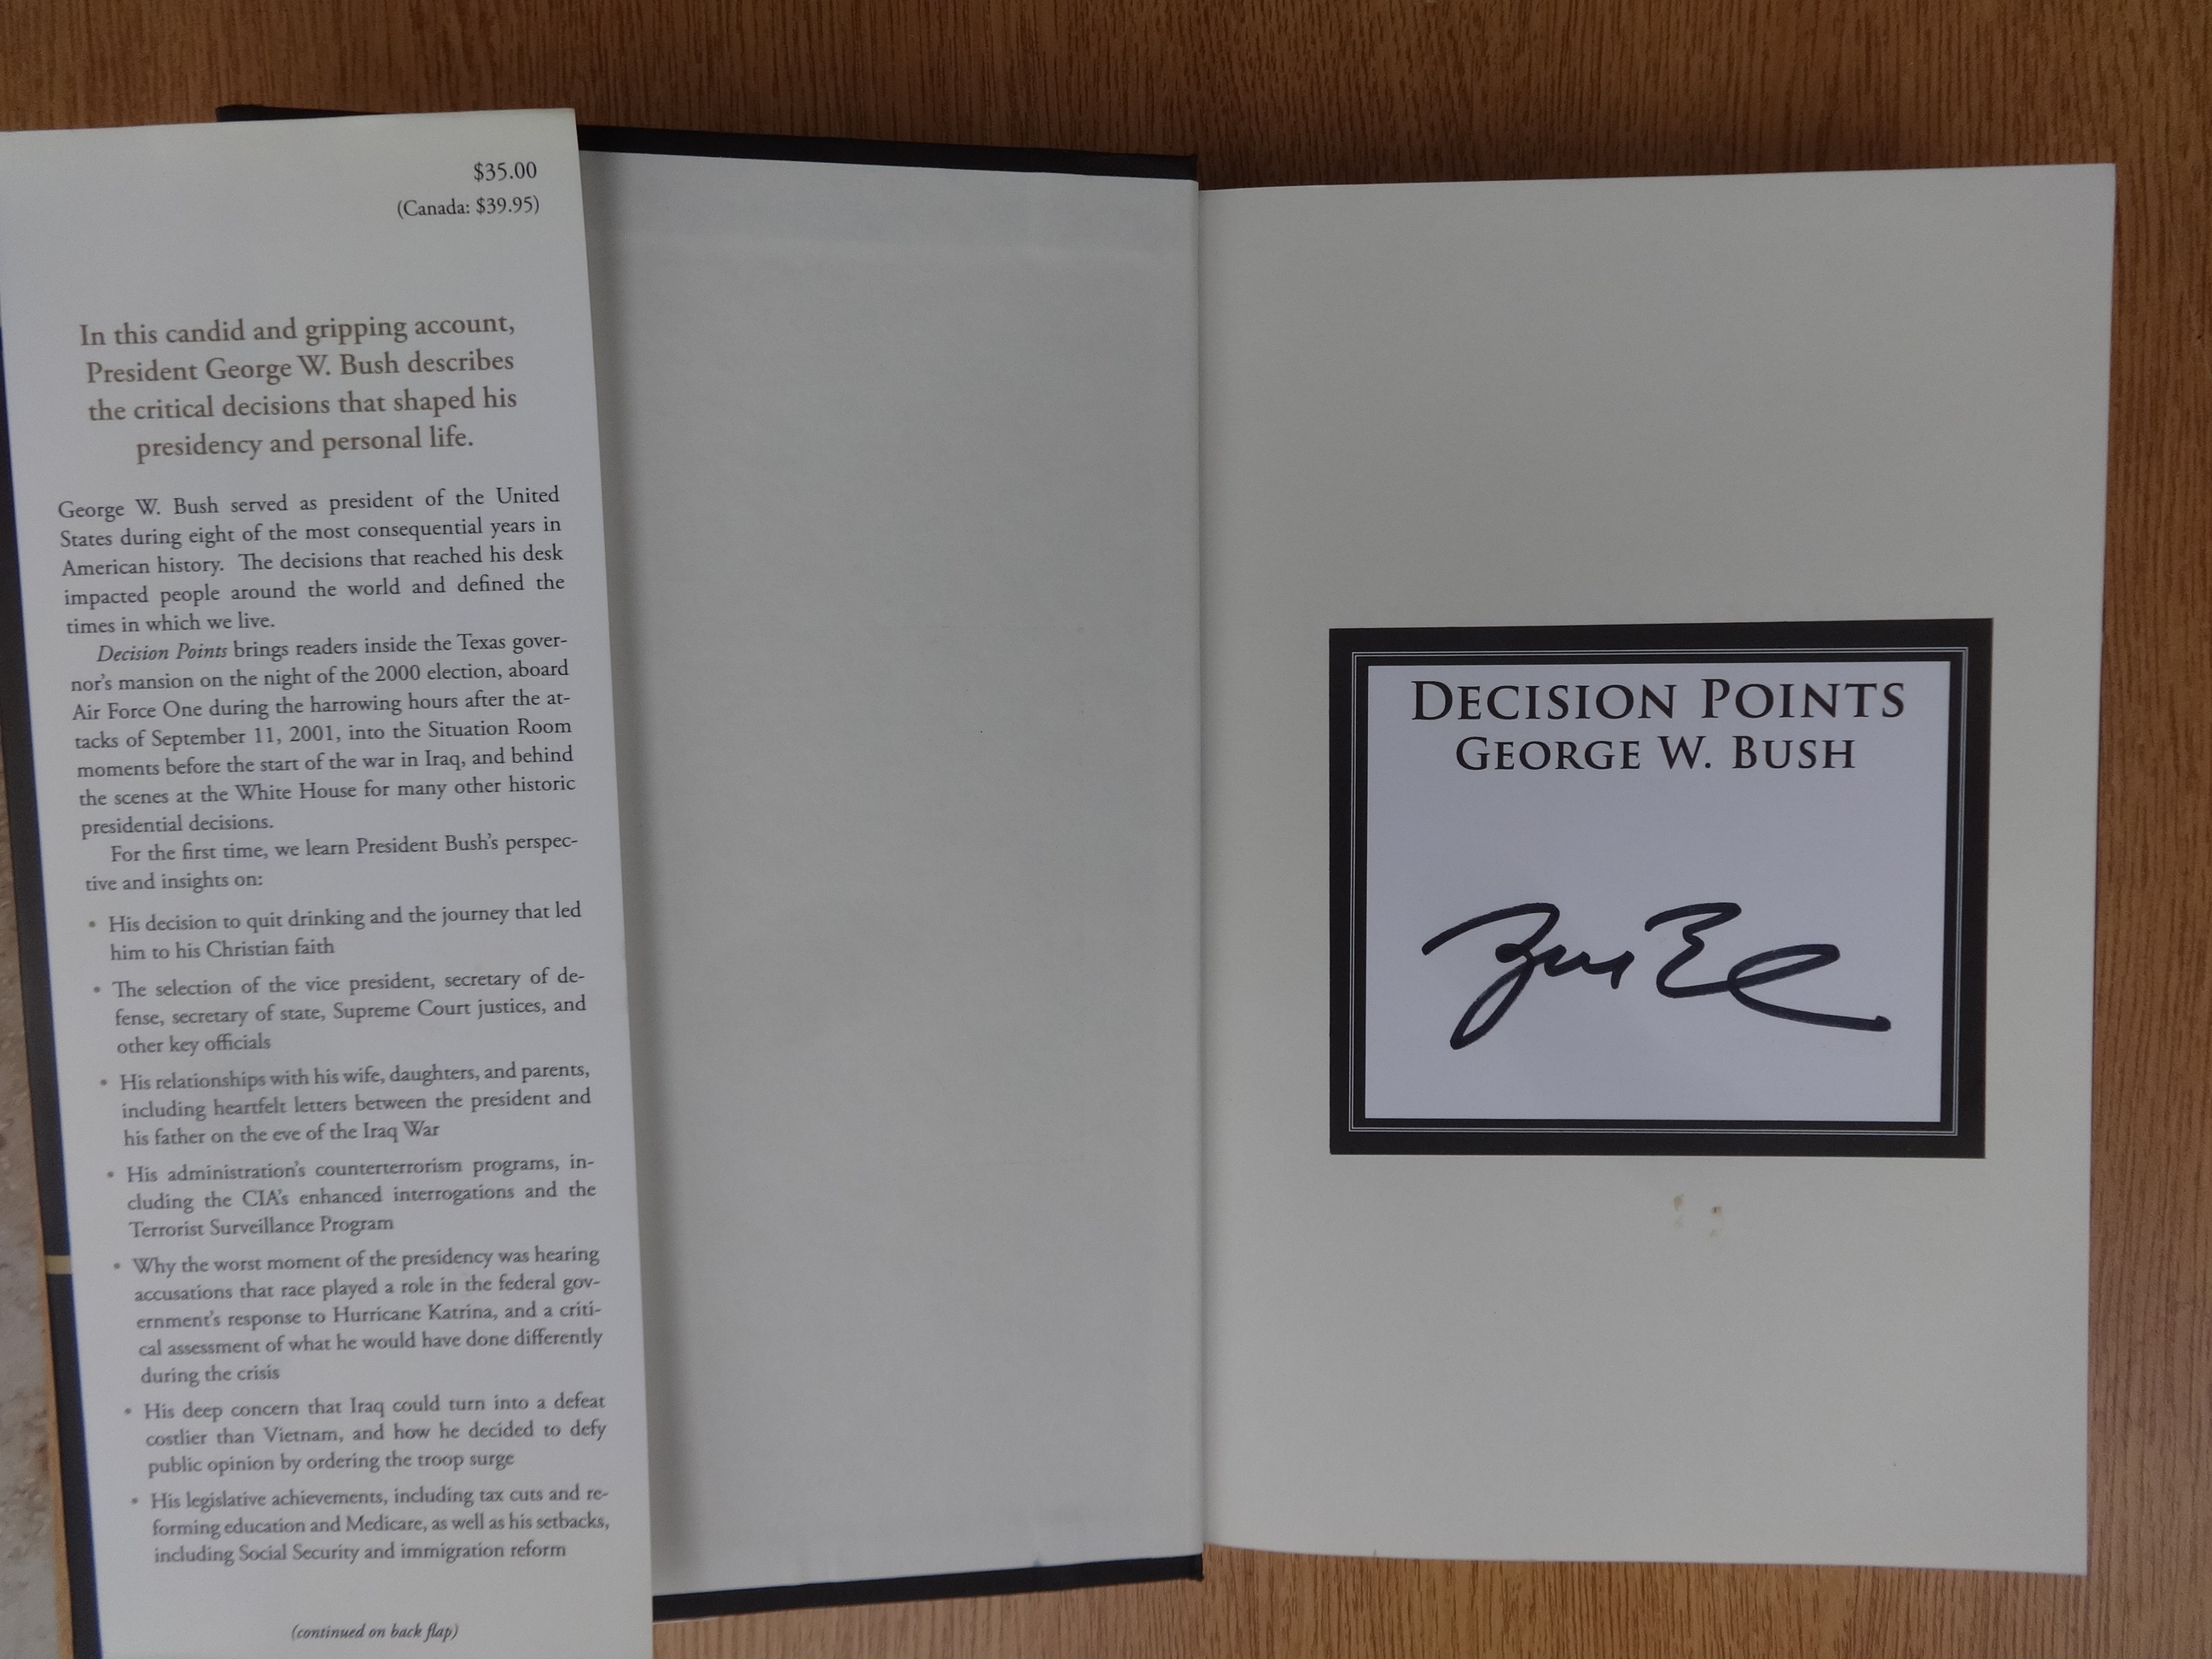 $35.00
(Canada: $39.95)
In this candid and gripping account,
President George W. Bush describes
the critical decisions that shaped his
presidency and personal life.
George W. Bush served as president of the United
States during eight of the most consequential years in
American history. The decisions that reached his desk
impacted people around the world and defined the
times in which we live.
Decision Points brings readers inside the Texas gover-
nor's mansion on the night of the 2000 election, aboard
Air Force One during the harrowing hours after the at-
tacks of September 11, 2001, into the Situation Room
moments before the start of the war in Iraq, and behind
the scenes at the White House for many other historic
presidential decisions.
For the first time, we learn President Bush's perspec-
tive and insights on:
• His decision to quit drinking and the journey that led
him to his Christian faith
• The selection of the vice president, secretary of de-
fense, secretary of state, Supreme Court justices, and
other key officials
• His relationships with his wife, daughters, and parents,
including heartfelt letters between the president and
his father on the eve of the Iraq War
• His administration's counterterrorism programs, in-
cluding the CIA's enhanced interrogations and the
Terrorist Surveillance Program
• Why the worst moment of the presidency was hearing
accusations that race played a role in the federal gov-
ernment's response to Hurricane Katrina, and a criti-
cal assessment of what he would have done differently
during the crisis
• His deep concern that Iraq could turn into a defeat
costlier than Vietnam, and how he decided to defy
public opinion by ordering the troop surge
• His legislative achievements, including tax cuts and re-
forming education and Medicare, as well as his setbacks,
including Social Security and immigration reform
(continued on back flap)
DECISION POINTS
GEORGE W. BUSH